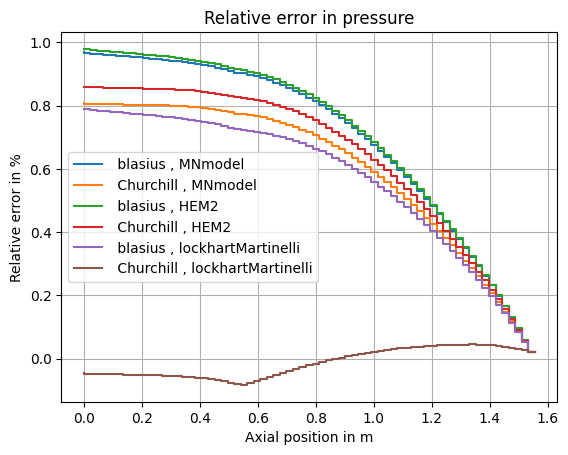 Relative error in pressure
1.0
0.8
0.6
0.4
0.2
0.0
Relative error in %
blasius , MNmodel
Churchill , MNmodel
blasius , HEM2
Churchill , HEM2
blasius , lockhartMartinelli
Churchill , lockhartMartinelli
0.0 0.2 0.4 0.6 0.8 1.0 1.2 1.4 1.6
Axial position in m